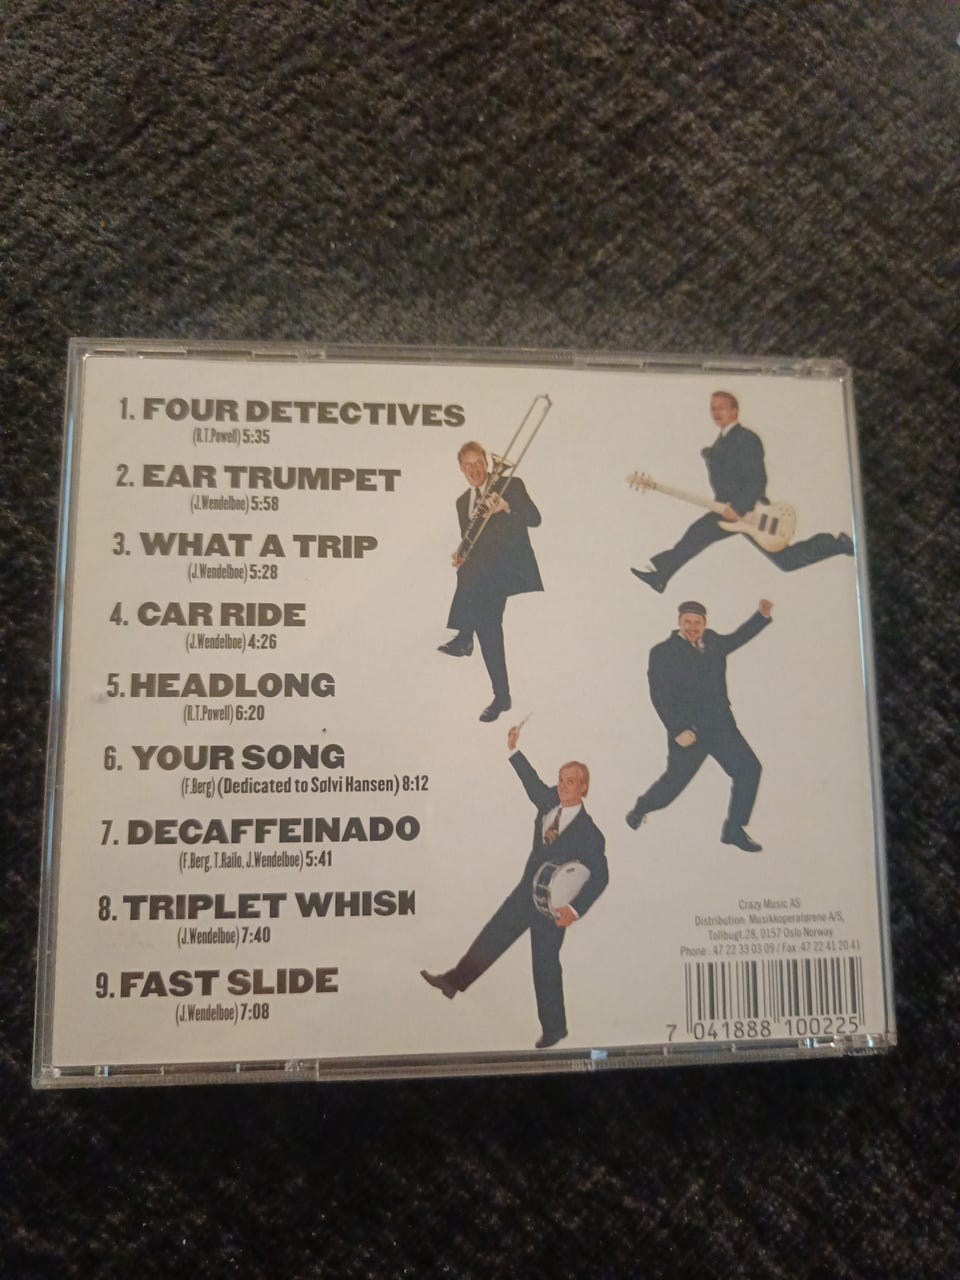 1. FOUR DETECTIVES
(R.T.Powell) 5:35
2. EAR TRUMPET
(J.Wendelboe) 5:58
3. WHAT A TRIP
(J.Wendelboe) 5:28
4. CAR RIDE
(J.Wendelboe) 4:26
5. HEADLONG
(R.T.Powell) 6:20
6. YOUR SONG
(F.Berg) (Dedicated to Sølvi Hansen) 8:12
7. DECAFFEINADO
(F.Berg, T.Railo, J.Wendelboe) 5:41
8. TRIPLET WHISK
(J.Wendelboe) 7:40
9. FAST SLIDE
(J.Wendelboe) 7:08
Crazy Music AS
Distribution: Musikkoperatørene A/S,
Tollbugt.28, 0157 Oslo Norway
Phone : 47 22 33 03 09 / Fax :47 22 41 20 41
7 041888 100225